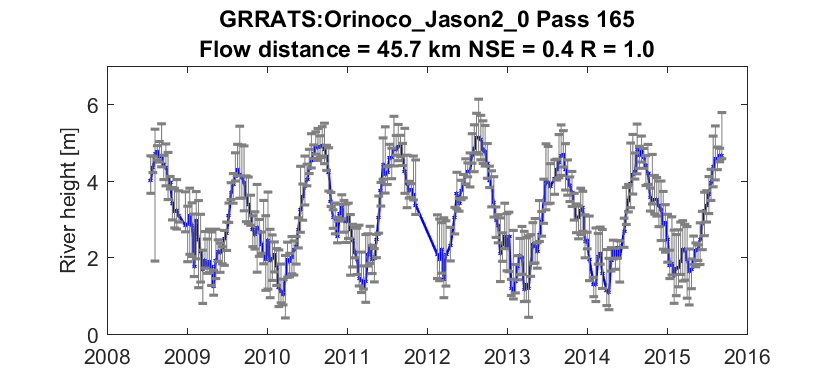 GRRATS:Orinoco_Jason2_0 Pass 165
Flow distance = 45.7 km NSE = 0.4 R = 1.0
River height [m]
6
4
2
0
2008 2009 2010 2011 2012 2013 2014 2015 2016